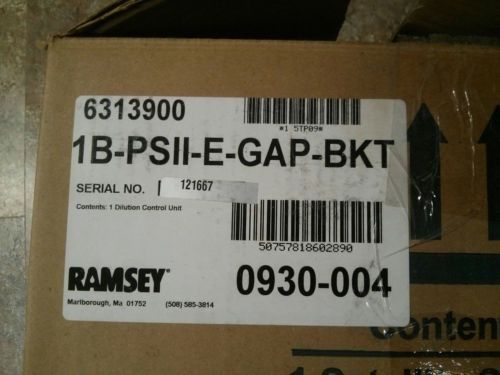 6313900
*1 5TP09*
1B-PSII-E-GAP-BKT
SERIAL NO. 121667
Contents: 1 Dilution Control Unit
50757818602890
RAMSEY® 0930-004
Marlborough, Ma 01752 (508) 585-3814
Conten